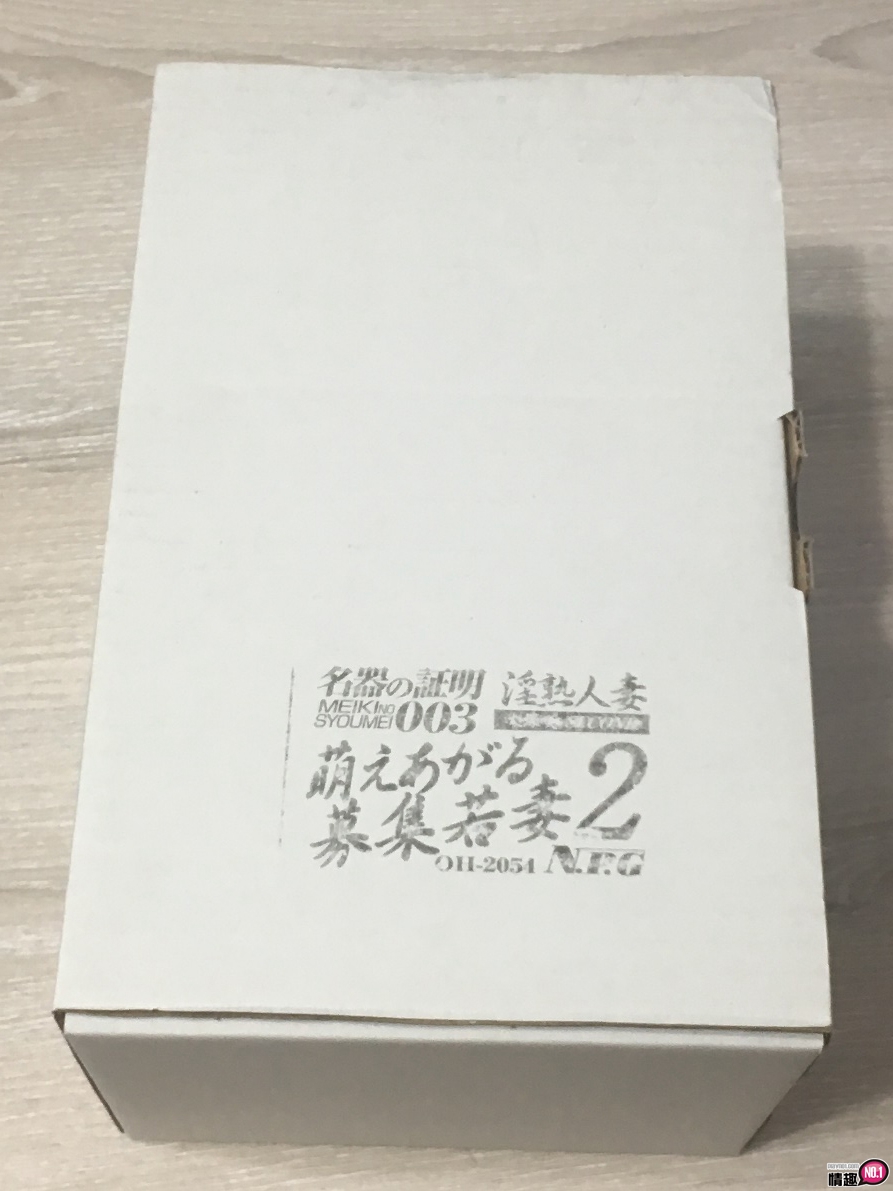 名器の証明
MEIKI NO
SYOUMEI 003
淫熟人妻
萌えあがる
募集若妻 2
OH-2054 N.P.G
情趣 NO.1